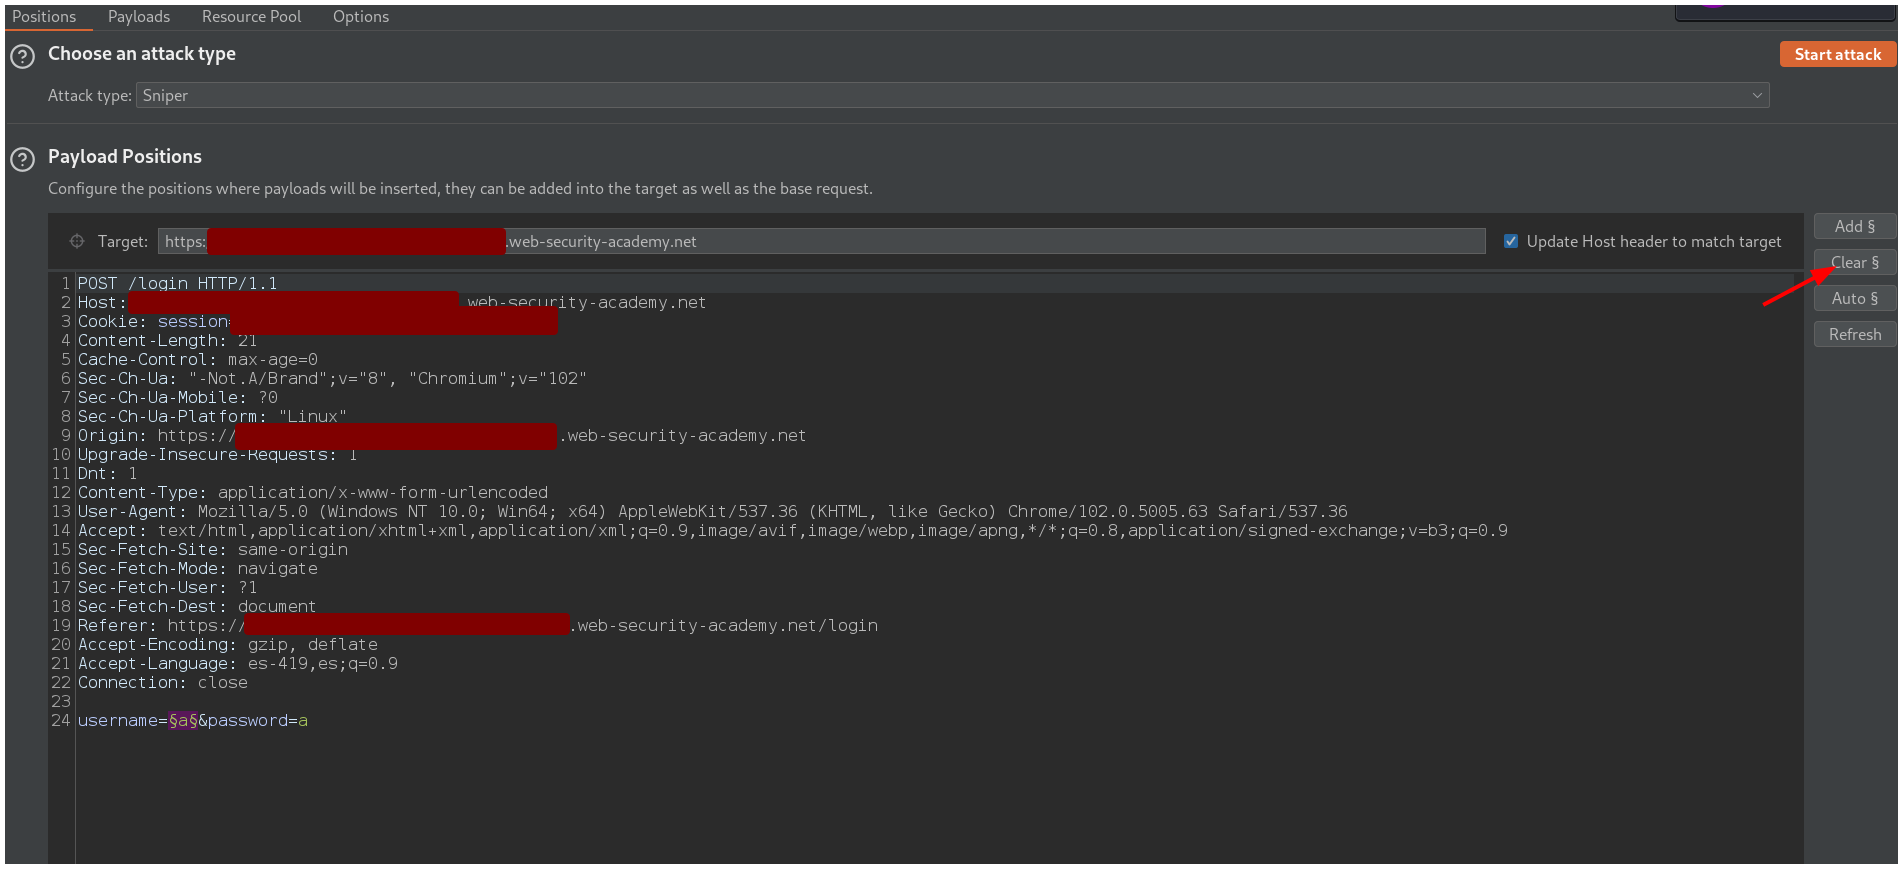 Positions Payloads Resource Pool Options
Choose an attack type
Start attack
Attack type: Sniper
Payload Positions
Configure the positions where payloads will be inserted, they can be added into the target as well as the base request.
Target: https: .web-security-academy.net Update Host header to match target
Add §
Clear §
Auto §
Refresh
1 POST /login HTTP/1.1
2 Host: web-security-academy.net
3 Cookie: session=
4 Content-Length: 21
5 Cache-Control: max-age=0
6 Sec-Ch-Ua: "-Not.A/Brand";v="8", "Chromium";v="102"
7 Sec-Ch-Ua-Mobile: ?0
8 Sec-Ch-Ua-Platform: "Linux"
9 Origin: https:// .web-security-academy.net
10 Upgrade-Insecure-Requests: 1
11 Dnt: 1
12 Content-Type: application/x-www-form-urlencoded
13 User-Agent: Mozilla/5.0 (Windows NT 10.0; Win64; x64) AppleWebKit/537.36 (KHTML, like Gecko) Chrome/102.0.5005.63 Safari/537.36
14 Accept: text/html,application/xhtml+xml,application/xml;q=0.9,image/avif,image/webp,image/apng,*/*;q=0.8,application/signed-exchange;v=b3;q=0.9
15 Sec-Fetch-Site: same-origin
16 Sec-Fetch-Mode: navigate
17 Sec-Fetch-User: ?1
18 Sec-Fetch-Dest: document
19 Referer: https:// .web-security-academy.net/login
20 Accept-Encoding: gzip, deflate
21 Accept-Language: es-419,es;q=0.9
22 Connection: close
23
24 username=§a§&password=a